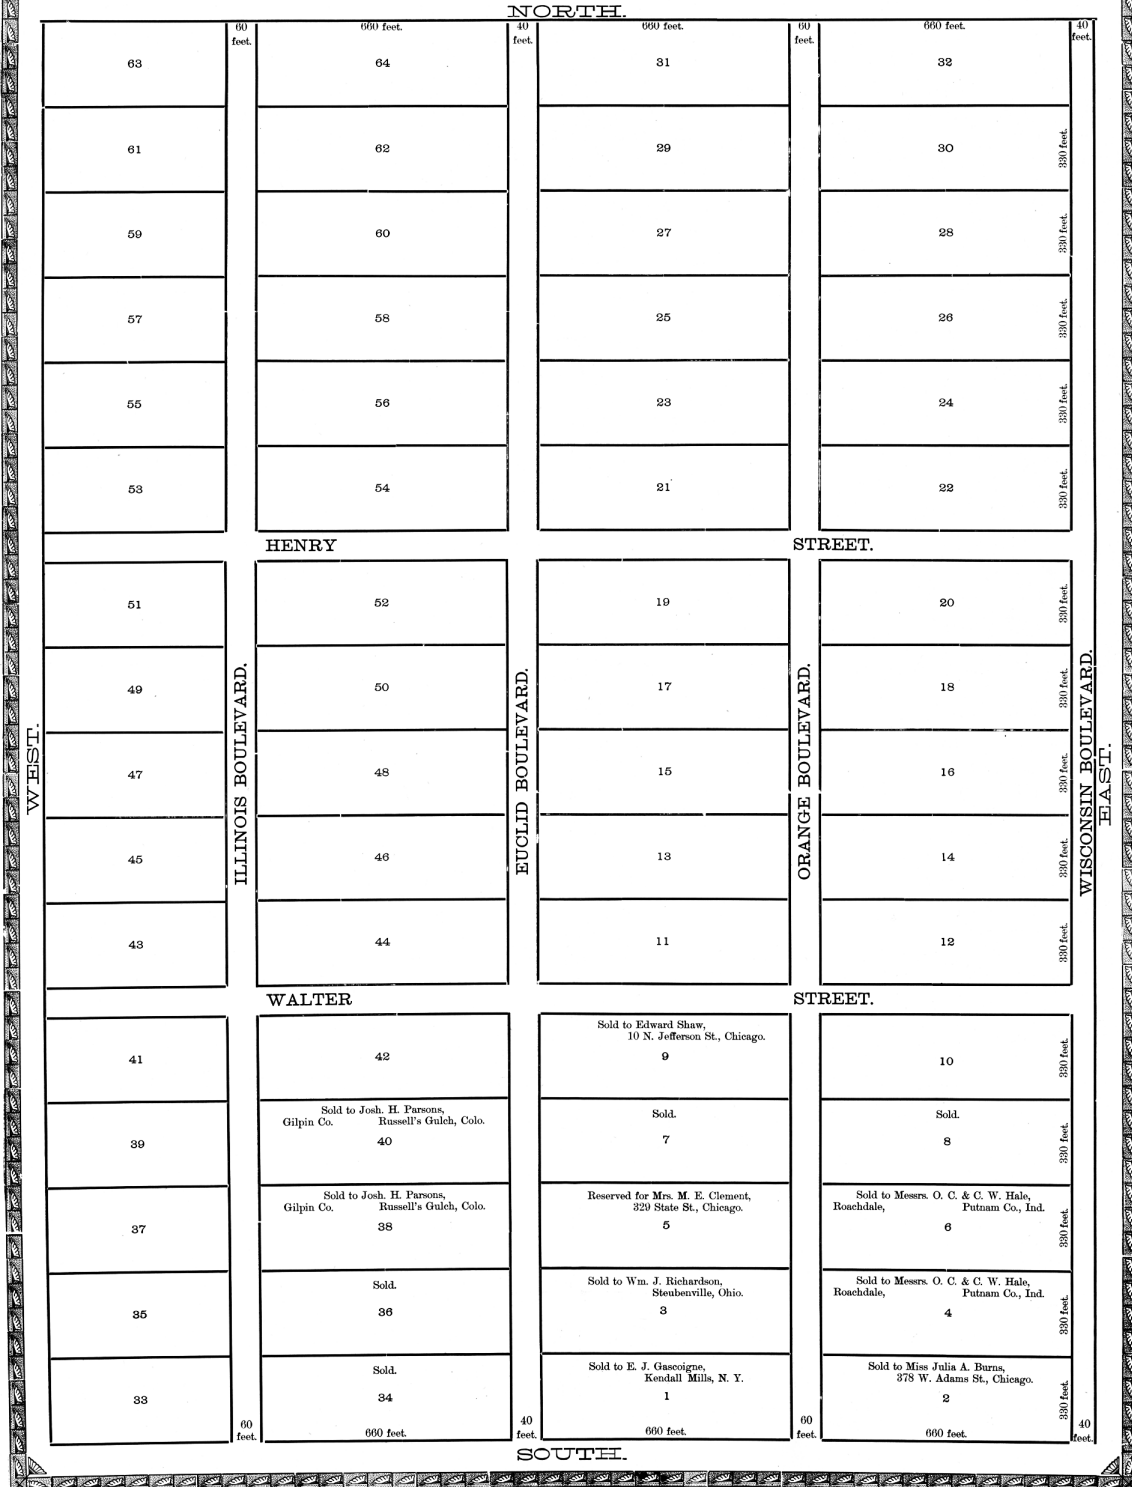 NORTH.
60 feet.
660 feet.
40 feet.
660 feet.
60 feet.
660 feet.
40 feet.
63
64
31
32
61
62
29
30
330 feet.
59
60
27
28
330 feet.
57
58
25
26
330 feet.
55
56
23
24
330 feet.
53
54
21
22
330 feet.
HENRY STREET.
51
52
19
20
330 feet.
49
50
17
18
330 feet.
47
48
15
16
330 feet.
45
46
13
14
330 feet.
43
44
11
12
330 feet.
WEST.
ILLINOIS BOULEVARD.
EUCLID BOULEVARD.
ORANGE BOULEVARD.
WISCONSIN BOULEVARD.
EAST.
WALTER STREET.
41
42
Sold to Edward Shaw,
10 N. Jefferson St., Chicago.
9
10
330 feet.
39
Sold to Josh. H. Parsons,
Gilpin Co. Russell's Gulch, Colo.
40
Sold.
7
Sold.
8
330 feet.
37
Sold to Josh. H. Parsons,
Gilpin Co. Russell's Gulch, Colo.
38
Reserved for Mrs. M. E. Clement,
329 State St., Chicago.
5
Sold to Messrs. O. C. & C. W. Hale,
Roachdale, Putnam Co., Ind.
6
330 feet.
35
Sold.
36
Sold to Wm. J. Richardson,
Steubenville, Ohio.
3
Sold to Messrs. O. C. & C. W. Hale,
Roachdale, Putnam Co., Ind.
4
330 feet.
33
Sold.
34
Sold to E. J. Gascoigne,
Kendall Mills, N. Y.
1
Sold to Miss Julia A. Burns,
378 W. Adams St., Chicago.
2
330 feet.
60 feet.
660 feet.
40 feet.
660 feet.
60 feet.
660 feet.
40 feet.
SOUTH.